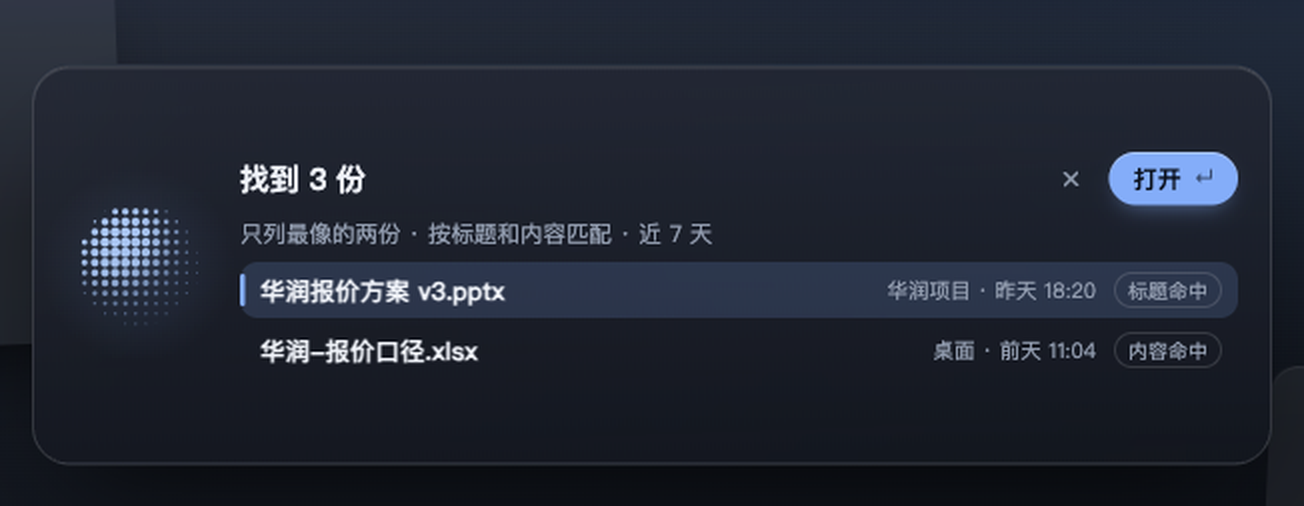 找到 3 份
× 打开 ↵
只列最像的两份 · 按标题和内容匹配 · 近 7 天
华润报价方案 v3.pptx 华润项目 · 昨天 18:20 标题命中
华润–报价口径.xlsx 桌面 · 前天 11:04 内容命中